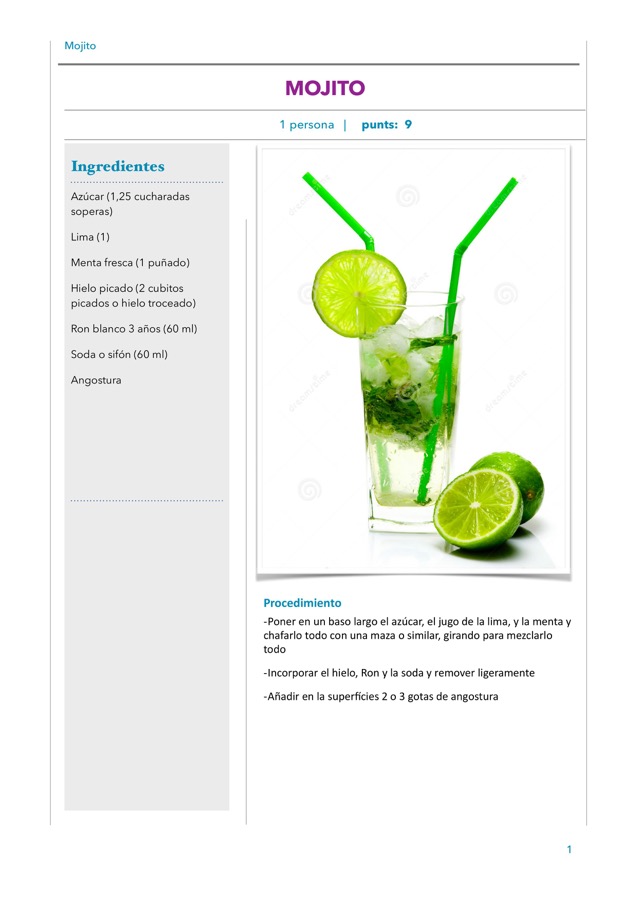 Mojito
MOJITO
1 persona | punts: 9
Ingredientes
Azúcar (1,25 cucharadas
soperas)
Lima (1)
Menta fresca (1 puñado)
Hielo picado (2 cubitos
picados o hielo troceado)
Ron blanco 3 años (60 ml)
Soda o sifón (60 ml)
Angostura
Procedimiento
-Poner en un baso largo el azúcar, el jugo de la lima, y la menta y
chafarlo todo con una maza o similar, girando para mezclarlo
todo
-Incorporar el hielo, Ron y la soda y remover ligeramente
-Añadir en la superfícies 2 o 3 gotas de angostura
1